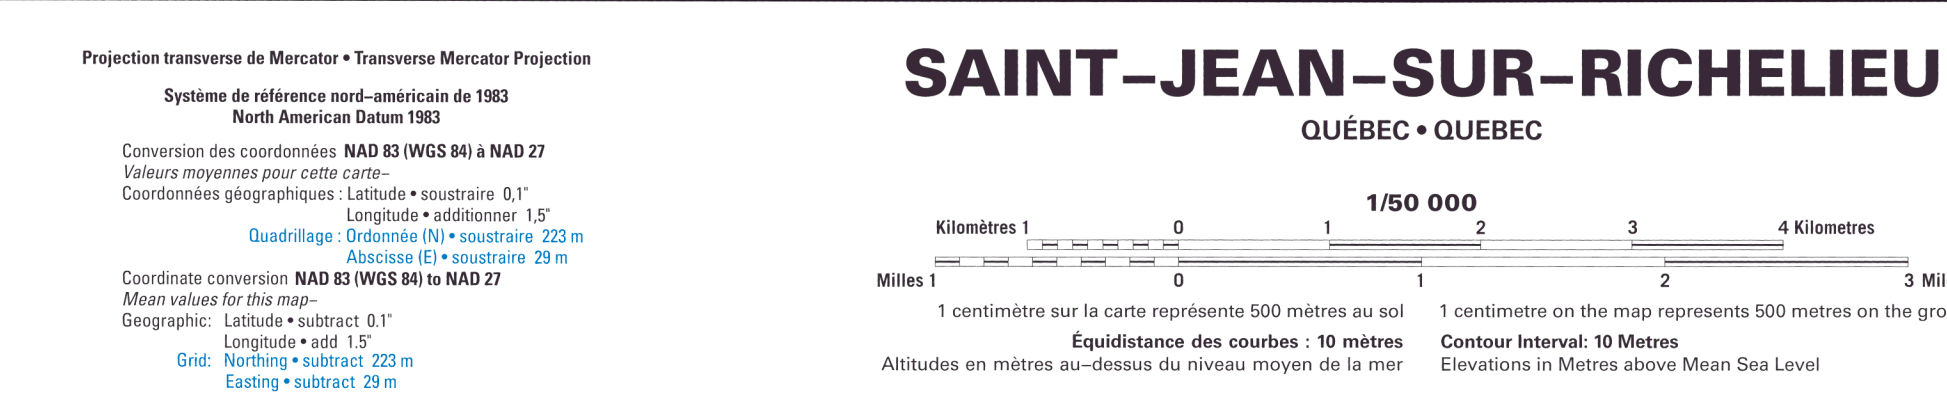 Projection transverse de Mercator • Transverse Mercator Projection
Système de référence nord–américain de 1983
North American Datum 1983
Conversion des coordonnées NAD 83 (WGS 84) à NAD 27
Valeurs moyennes pour cette carte–
Coordonnées géographiques : Latitude • soustraire 0,1"
Longitude • additionner 1,5"
Quadrillage : Ordonnée (N) • soustraire 223 m
Abscisse (E) • soustraire 29 m
Coordinate conversion NAD 83 (WGS 84) to NAD 27
Mean values for this map–
Geographic: Latitude • subtract 0.1"
Longitude • add 1.5"
Grid: Northing • subtract 223 m
Easting • subtract 29 m
SAINT–JEAN–SUR–RICHELIEU
QUÉBEC • QUEBEC
1/50 000
Kilomètres 1 0 1 2 3 4 Kilometres
Milles 1 0 1 2 3 Mil
1 centimètre sur la carte représente 500 mètres au sol
1 centimetre on the map represents 500 metres on the gro
Équidistance des courbes : 10 mètres
Altitudes en mètres au–dessus du niveau moyen de la mer
Contour Interval: 10 Metres
Elevations in Metres above Mean Sea Level